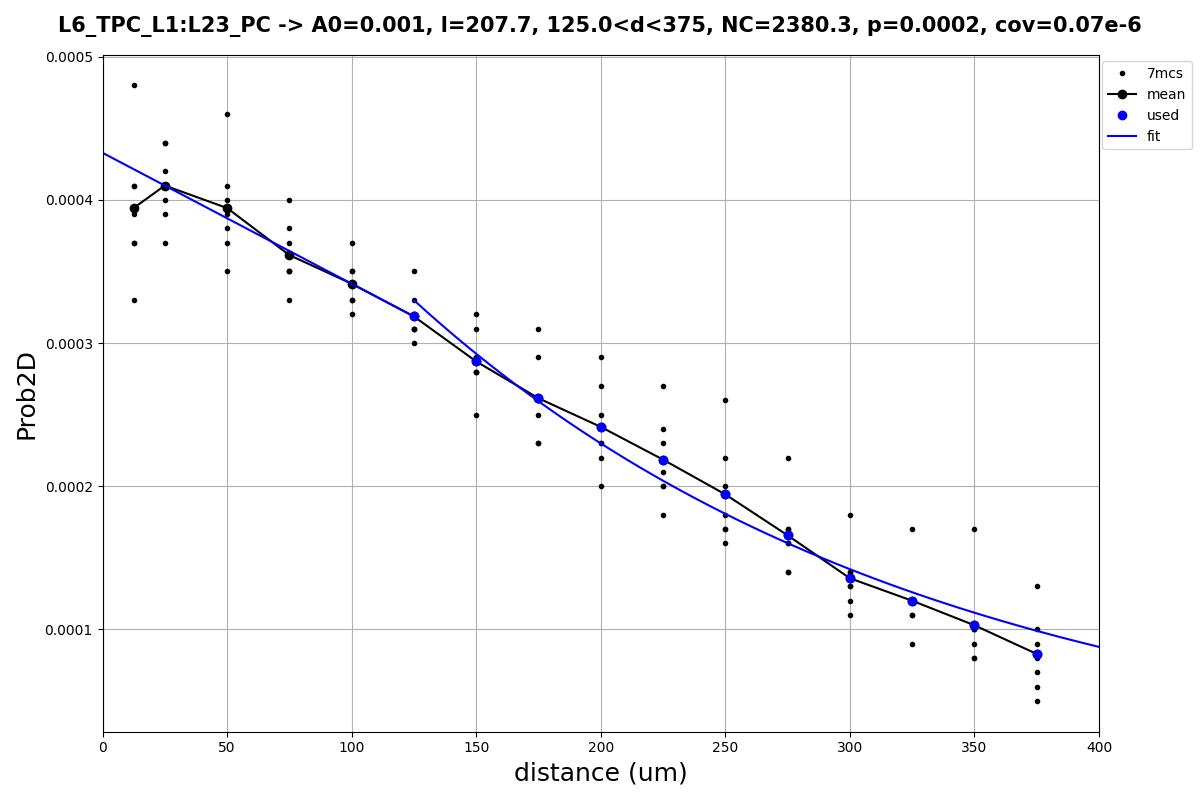 L6_TPC_L1:L23_PC -> A0=0.001, l=207.7, 125.0<d<375, NC=2380.3, p=0.0002, cov=0.07e-6
0.0005
0.0004
0.0003
0.0002
0.0001
Prob2D
0 50 100 150 200 250 300 350 400
distance (um)
7mcs
mean
used
fit